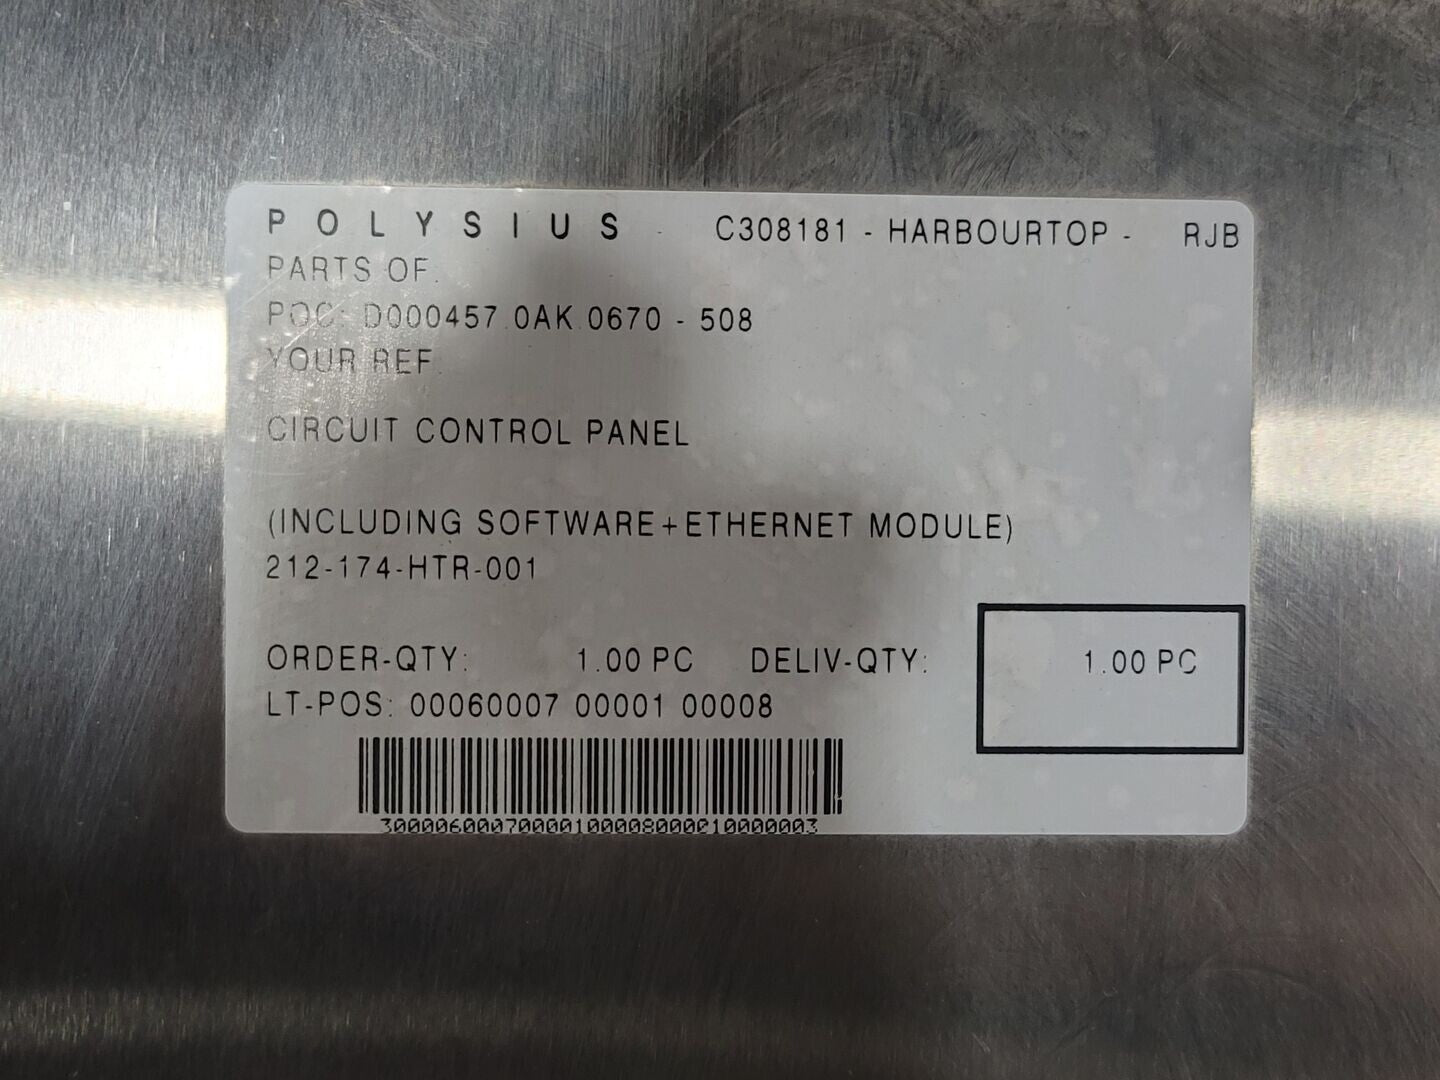 POLYSIUS - C308181 - HARBOURTOP - RJB
PARTS OF:
POC: D000457.0AK.0670 - 508
YOUR REF:
CIRCUIT CONTROL PANEL
(INCLUDING SOFTWARE+ETHERNET MODULE)
212-174-HTR-001
ORDER-QTY: 1.00 PC DELIV-QTY: 1.00 PC
LT-POS: 00060007 00001 00008
30000600070000100008000010000003